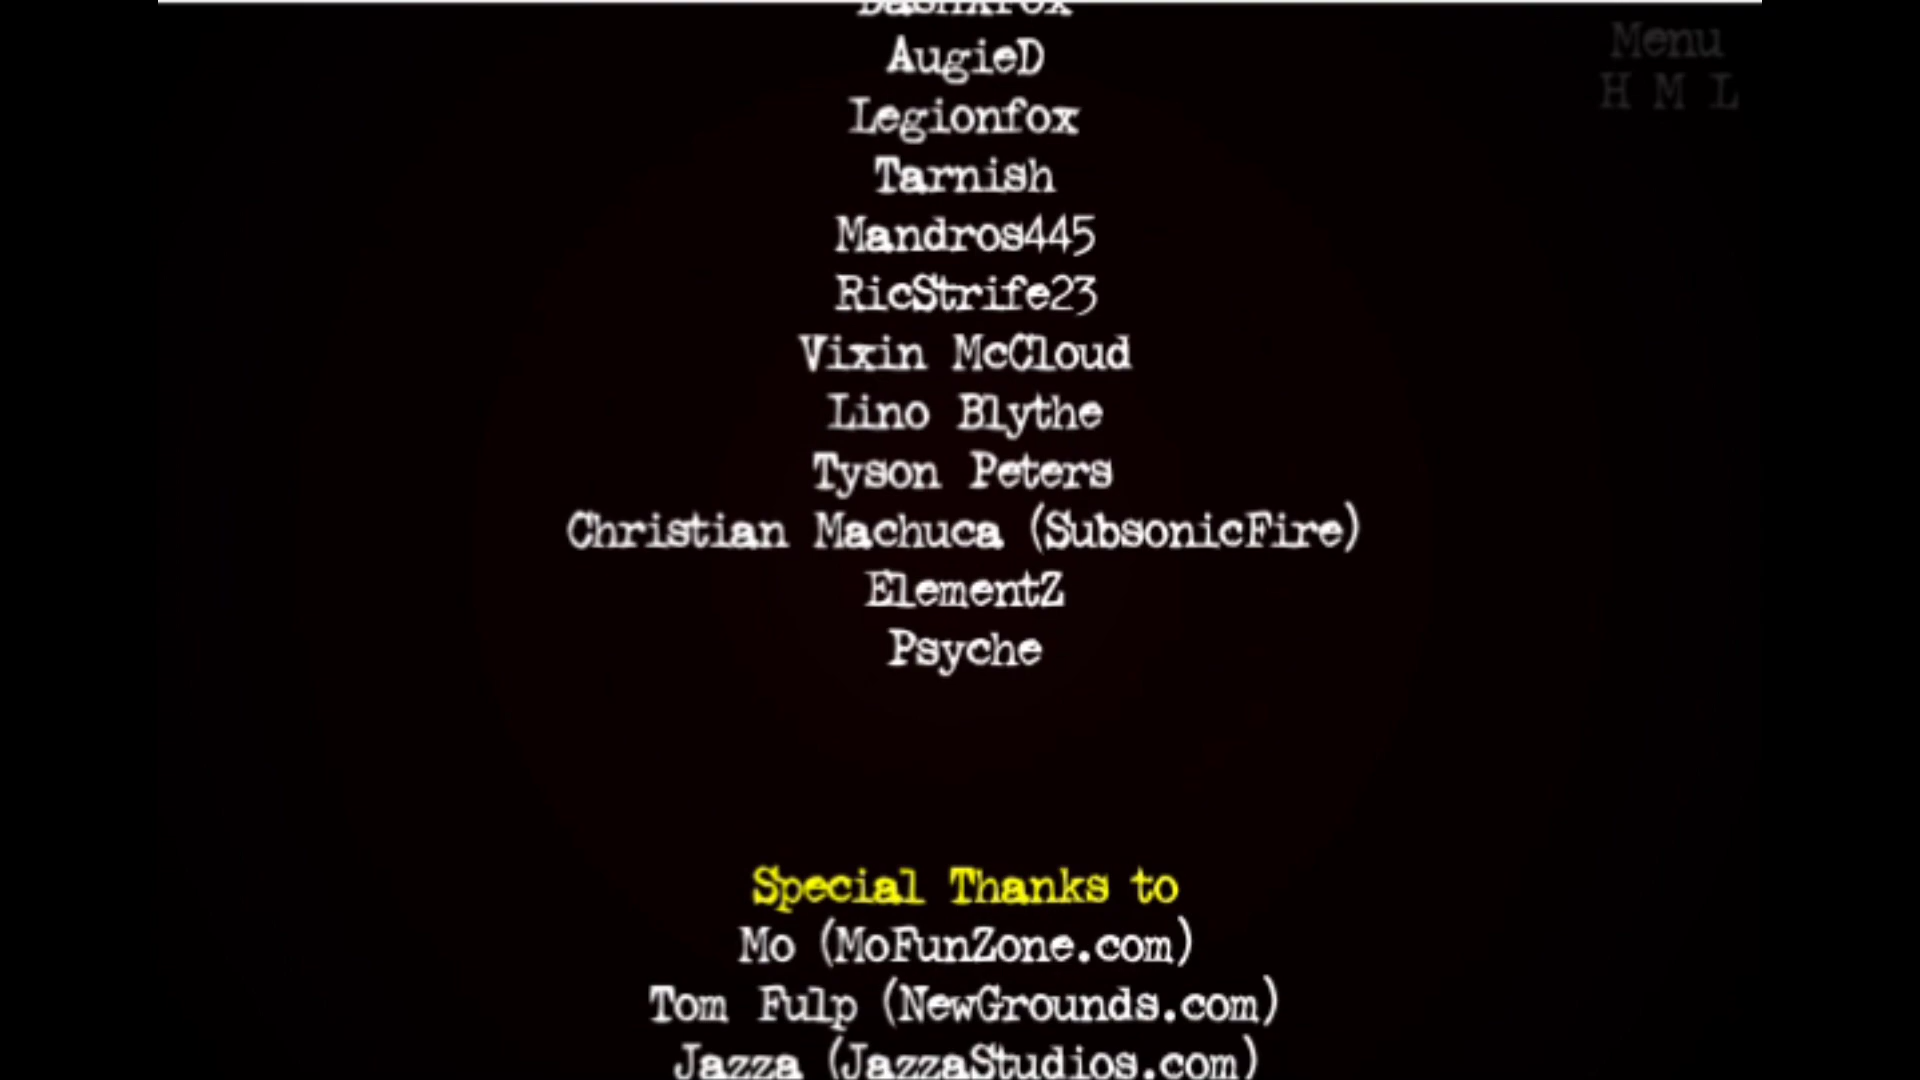 AugieD
Menu
H M L
Legionfox
Tarnish
Mandros445
RicStrife23
Vixin McCloud
Lino Blythe
Tyson Peters
Christian Machuca (SubsonicFire)
ElementZ
Psyche
Special Thanks to
Mo (MoFunZone.com)
Tom Fulp (NewGrounds.com)
Jazza (JazzaStudios.com)